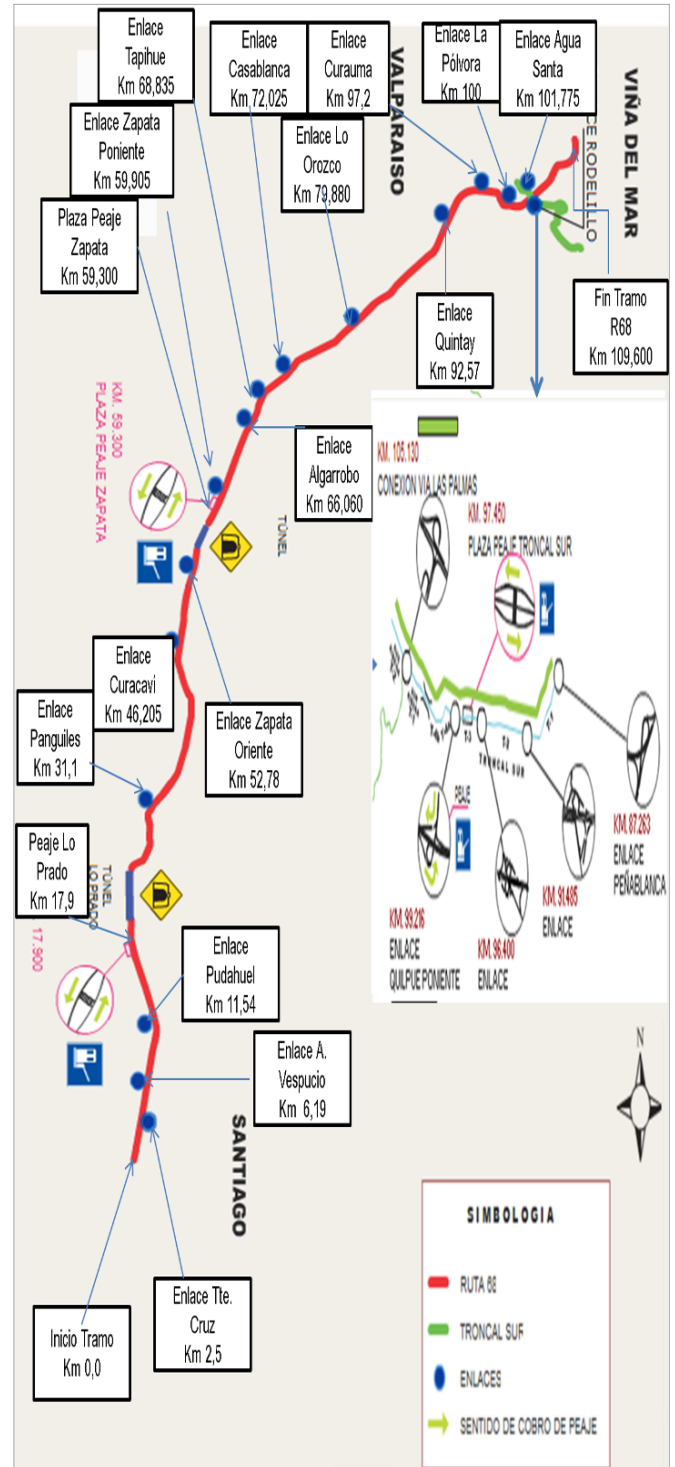 Enlace
Tapihue
Km 68,835
Enlace
Casablanca
Km 72,025
Enlace
Curauma
Km 97,2
Enlace La
Pólvora
Km 100
Enlace Agua
Santa
Km 101,775
VALPARAISO
VIÑA DEL MAR
CE RODELILLO
Enlace Zapata
Poniente
Km 59,905
Enlace Lo
Orozco
Km 79,880
Plaza Peaje
Zapata
Km 59,300
Enlace
Quintay
Km 92,57
Fin Tramo
R68
Km 109,600
KM. 59.300
PLAZA PEAJE ZAPATA
Enlace
Algarrobo
Km 66,060
TÚNEL
KM. 105.130
CONEXION VIA LAS PALMAS
KM. 97.450
PLAZA PEAJE TRONCAL SUR
TRONCAL SUR
PEAJE
KM. 87.263
ENLACE
PEÑABLANCA
KM. 91.485
ENLACE
KM. 96.400
ENLACE
KM. 99.216
ENLACE
QUILPUE PONIENTE
Enlace
Curacaví
Km 46,205
Enlace Zapata
Oriente
Km 52,78
Enlace
Panguiles
Km 31,1
Peaje Lo
Prado
Km 17,9
TÚNEL
LO PRADO
17.900
Enlace
Pudahuel
Km 11,54
Enlace A.
Vespucio
Km 6,19
SANTIAGO
N
Inicio Tramo
Km 0,0
Enlace Tte.
Cruz
Km 2,5
SIMBOLOGIA
RUTA 68
TRONCAL SUR
ENLACES
SENTIDO DE COBRO DE PEAJE